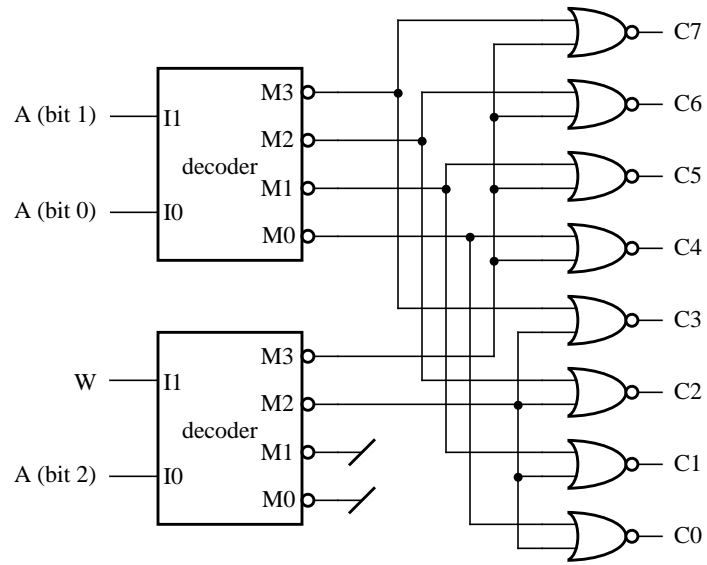 C7
M3
C6
A (bit 1)
I1
M2
decoder
C5
M1
A (bit 0)
I0
M0
C4
C3
M3
W
I1
C2
M2
decoder
M1
C1
A (bit 2)
I0
M0
C0